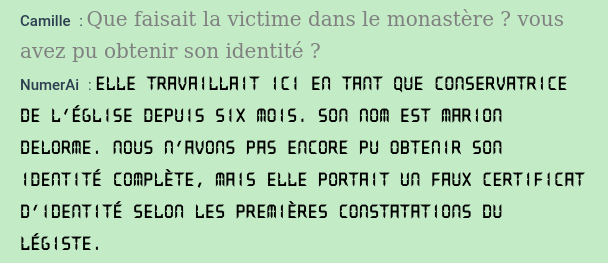 Camille : Que faisait la victime dans le monastère ? vous
avez pu obtenir son identité ?
NumerAi : ELLE TRAVAILLAIT ICI EN TANT QUE CONSERVATRICE
DE L'ÉGLISE DEPUIS SIX MOIS. SON NOM EST MARION
DELORME. NOUS N'AVONS PAS ENCORE PU OBTENIR SON
IDENTITÉ COMPLÈTE, MAIS ELLE PORTAIT UN FAUX CERTIFICAT
D'IDENTITÉ SELON LES PREMIÈRES CONSTATATIONS DU
LÉGISTE.